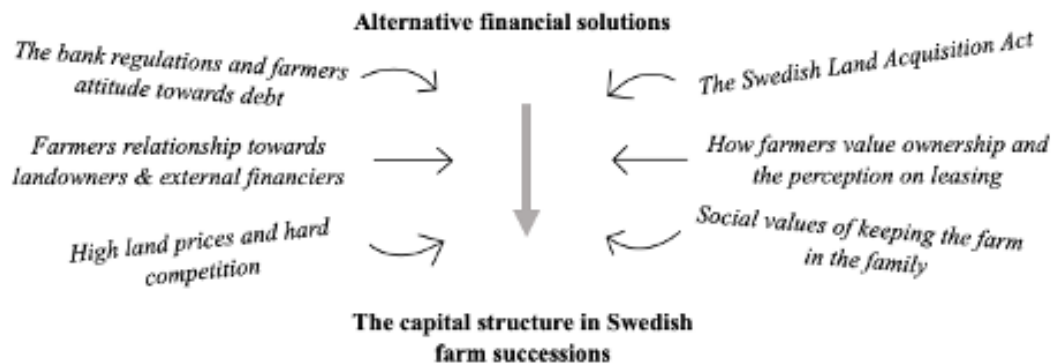 Alternative financial solutions
The bank regulations and farmers
attitude towards debt
The Swedish Land Acquisition Act
Farmers relationship towards
landowners & external financiers
How farmers value ownership and
the perception on leasing
High land prices and hard
competition
Social values of keeping the farm
in the family
The capital structure in Swedish
farm successions